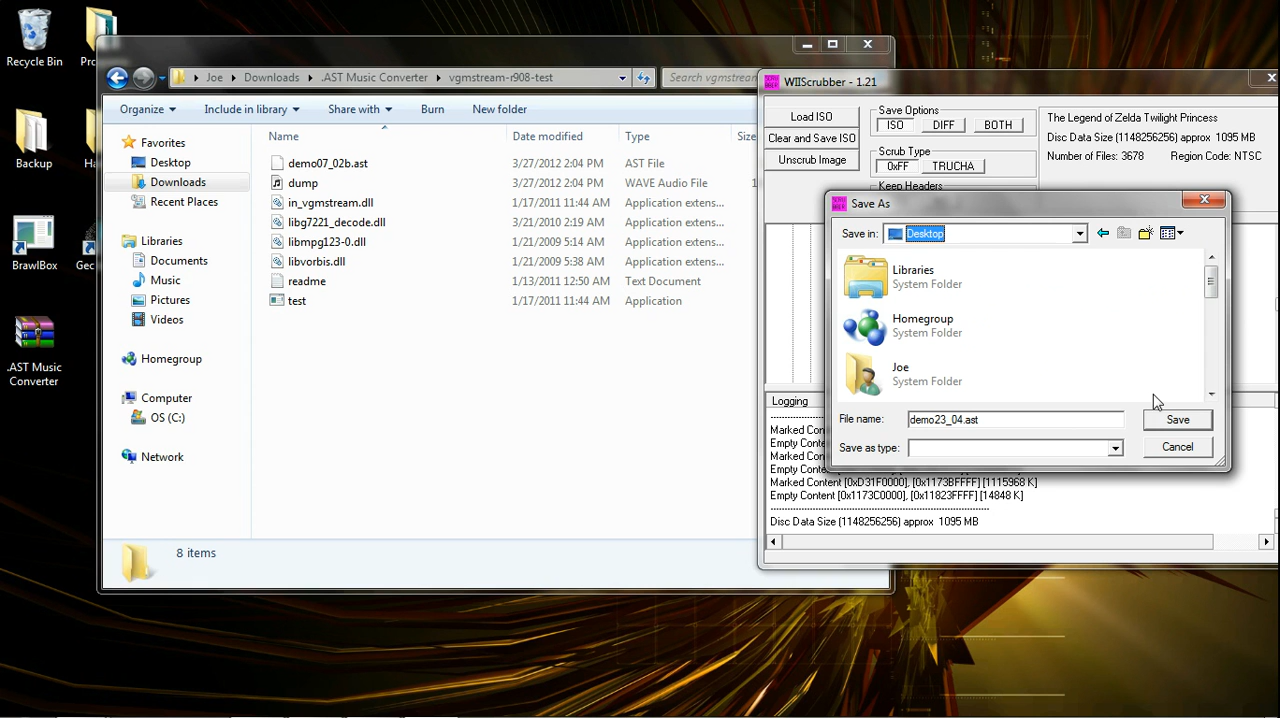 Recycle Bin
Backup
BrawlBox
.AST Music
Converter
Joe
Downloads
.AST Music Converter
vgmstream-r908-test
Organize
Include in library
Share with
Burn
New folder
Favorites
Desktop
Downloads
Recent Places
Libraries
Documents
Music
Pictures
Videos
Homegroup
Computer
OS (C:)
Network
Name
Date modified
Type
demo07_02b.ast
3/27/2012 2:04 PM
AST File
dump
3/27/2012 2:04 PM
WAVE Audio File
in_vgmstream.dll
1/17/2011 11:44 AM
Application extens...
libg7221_decode.dll
3/21/2010 2:19 AM
Application extens...
libmpg123-0.dll
1/21/2009 5:14 AM
Application extens...
libvorbis.dll
1/21/2009 5:38 AM
Application extens...
readme
1/13/2011 12:50 AM
Text Document
test
1/17/2011 11:44 AM
Application
8 items
WIIScrubber - 1.21
Load ISO
Clear and Save ISO
Unscrub Image
Save Options
ISO
DIFF
BOTH
Scrub Type
0xFF
TRUCHA
Keep Headers
The Legend of Zelda Twilight Princess
Disc Data Size (1148256256) approx 1095 MB
Number of Files: 3678
Region Code: NTSC
Save As
Save in:
Desktop
Libraries
System Folder
Homegroup
System Folder
Joe
System Folder
File name:
demo23_04.ast
Save
Save as type:
Cancel
Logging
Marked
Empty
Marked
Empty
Marked Content [0xD31F0000], [0x1173BFFFF] [1115968 K]
Empty Content [0x1173C0000], [0x11823FFFF] [14848 K]
Disc Data Size (1148256256) approx 1095 MB